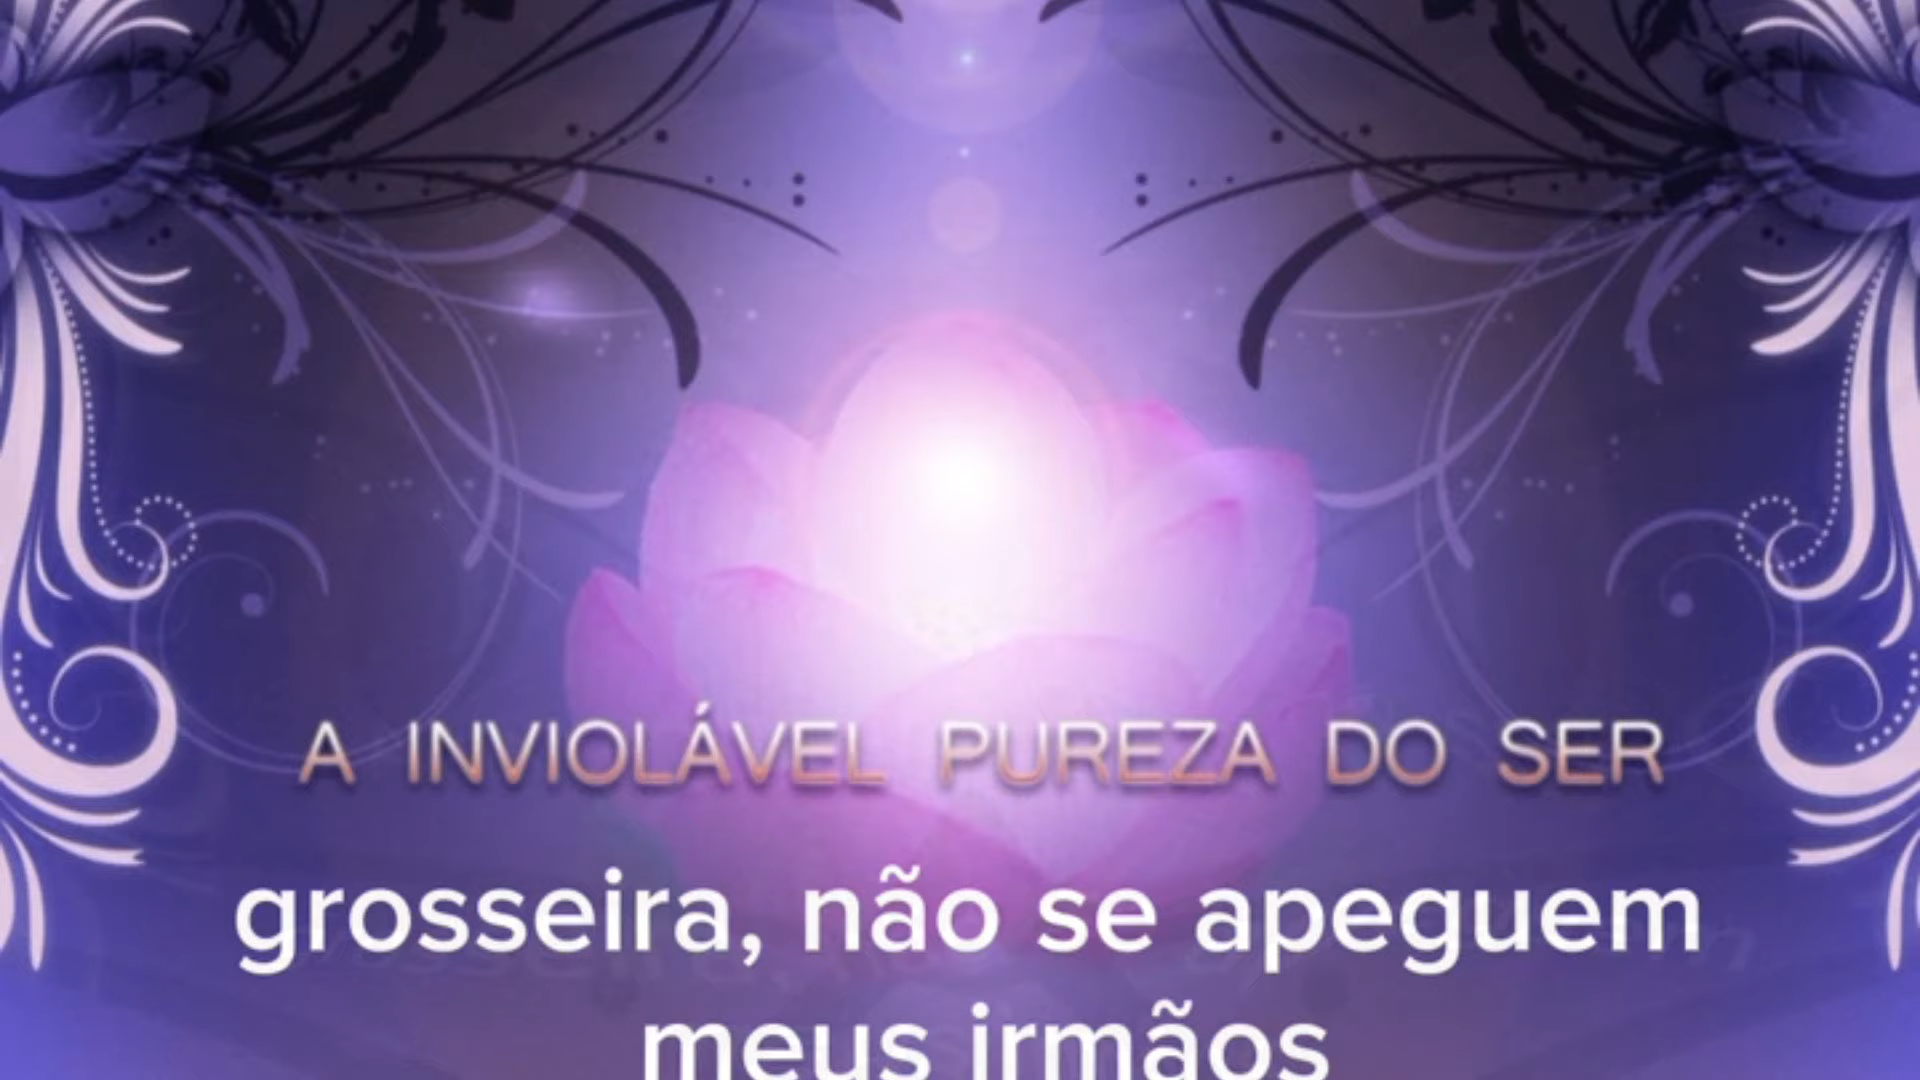 A INVIOLÁVEL PUREZA DO SER
grosseira, não se apeguem
meus irmãos